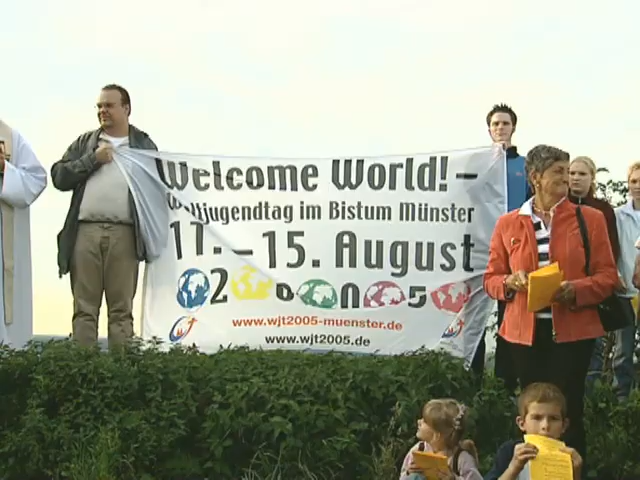 Welcome World! –
Weltjugendtag im Bistum Münster
11. – 15. August
2005
www.wjt2005-muenster.de
www.wjt2005.de